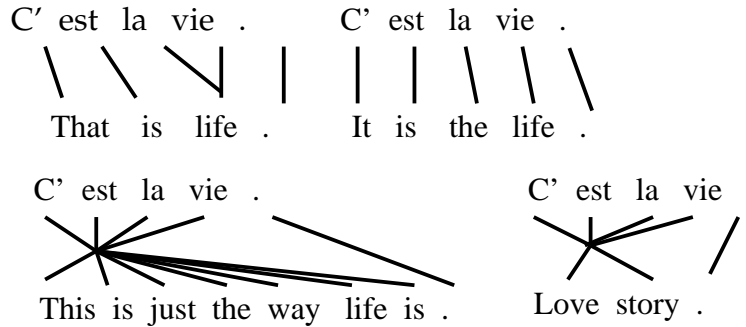 C’ est la vie .
That is life .
C’ est la vie .
It is the life .
C’ est la vie .
This is just the way life is .
C’ est la vie
Love story .